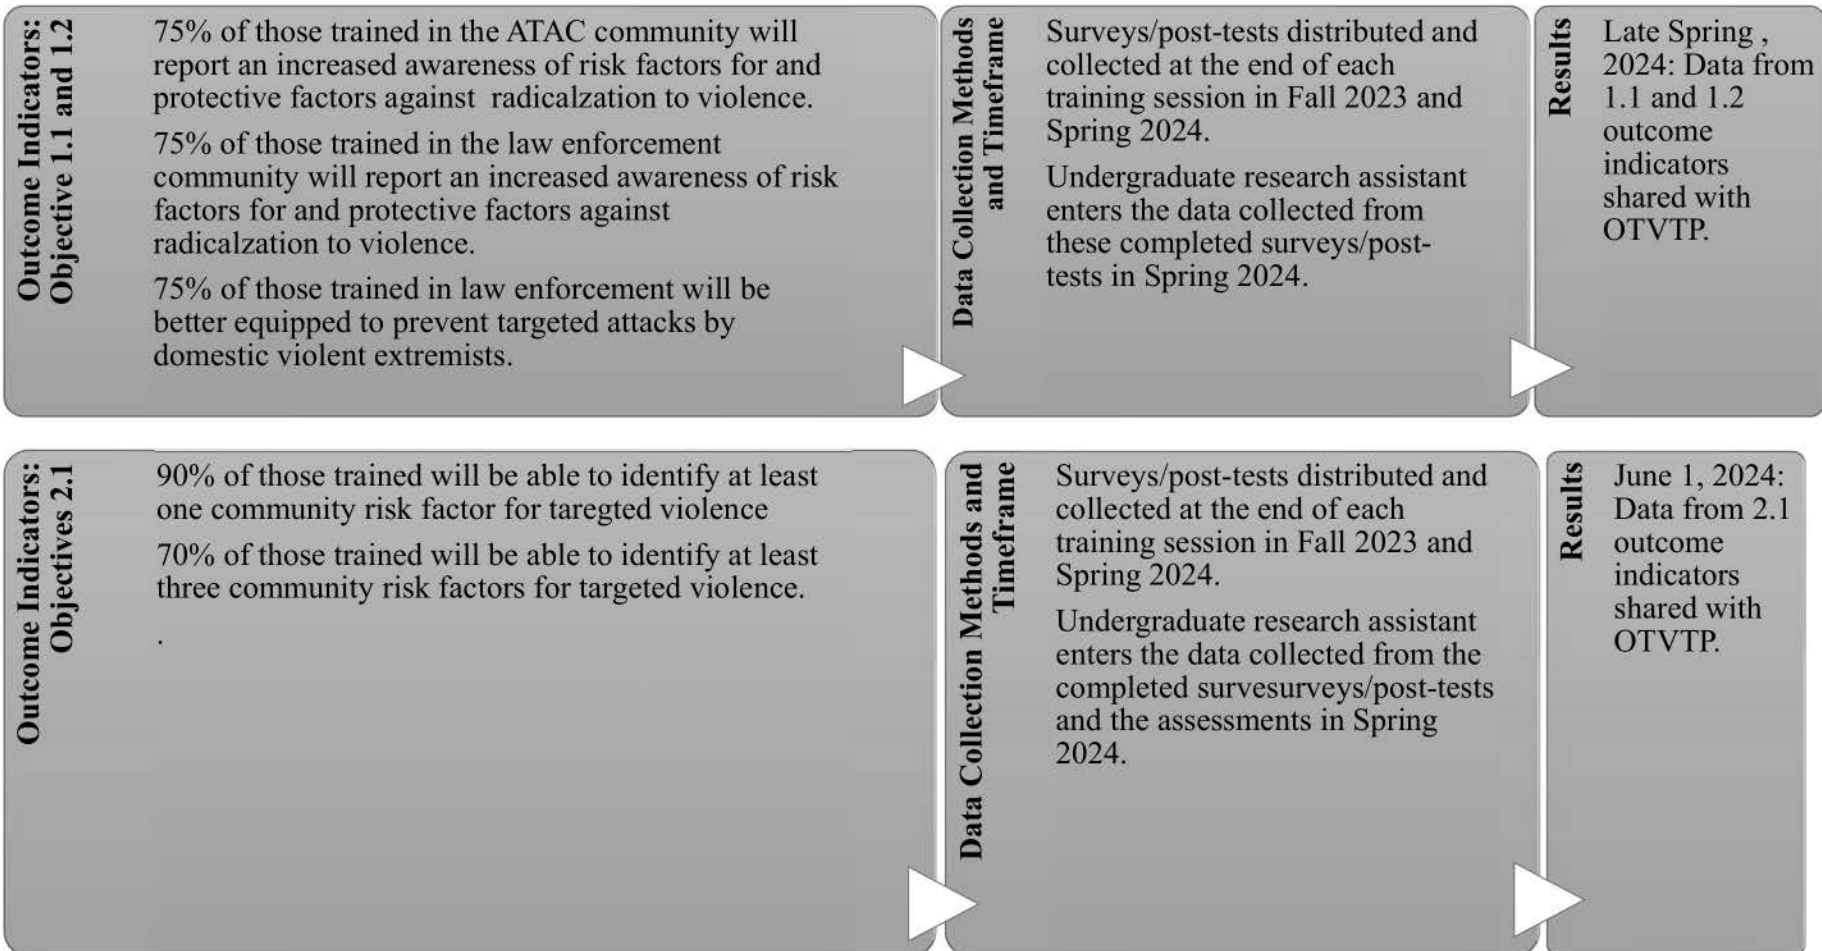 Outcome Indicators:
Objective 1.1 and 1.2
75% of those trained in the ATAC community will
report an increased awareness of risk factors for and
protective factors against radicalzation to violence.
75% of those trained in the law enforcement
community will report an increased awareness of risk
factors for and protective factors against
radicalzation to violence.
75% of those trained in law enforcement will be
better equipped to prevent targeted attacks by
domestic violent extremists.
Data Collection Methods
and Timeframe
Surveys/post-tests distributed and
collected at the end of each
training session in Fall 2023 and
Spring 2024.
Undergraduate research assistant
enters the data collected from
these completed surveys/post-
tests in Spring 2024.
Results
Late Spring ,
2024: Data from
1.1 and 1.2
outcome
indicators
shared with
OTVTP.
Outcome Indicators:
Objectives 2.1
90% of those trained will be able to identify at least
one community risk factor for taregted violence
70% of those trained will be able to identify at least
three community risk factors for targeted violence.
.
Data Collection Methods and
Timeframe
Surveys/post-tests distributed and
collected at the end of each
training session in Fall 2023 and
Spring 2024.
Undergraduate research assistant
enters the data collected from the
completed survesurveys/post-tests
and the assessments in Spring
2024.
Results
June 1, 2024:
Data from 2.1
outcome
indicators
shared with
OTVTP.